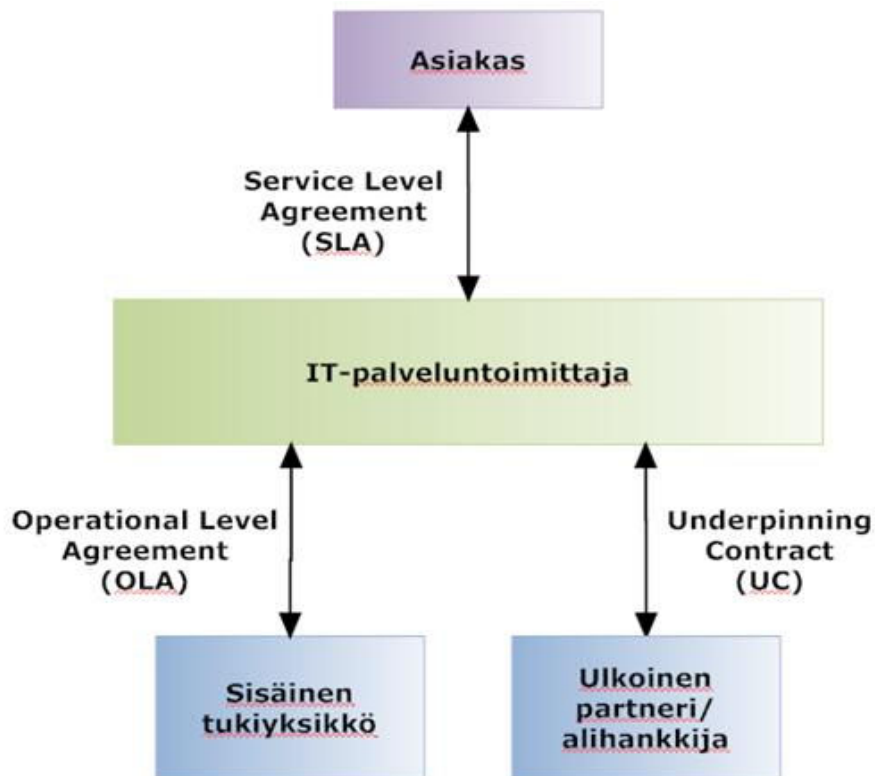 Asiakas
Service Level
Agreement
(SLA)
IT-palveluntoimittaja
Operational Level
Agreement
(OLA)
Underpinning
Contract
(UC)
Sisäinen
tukiyksikkö
Ulkoinen
partneri/
alihankkija